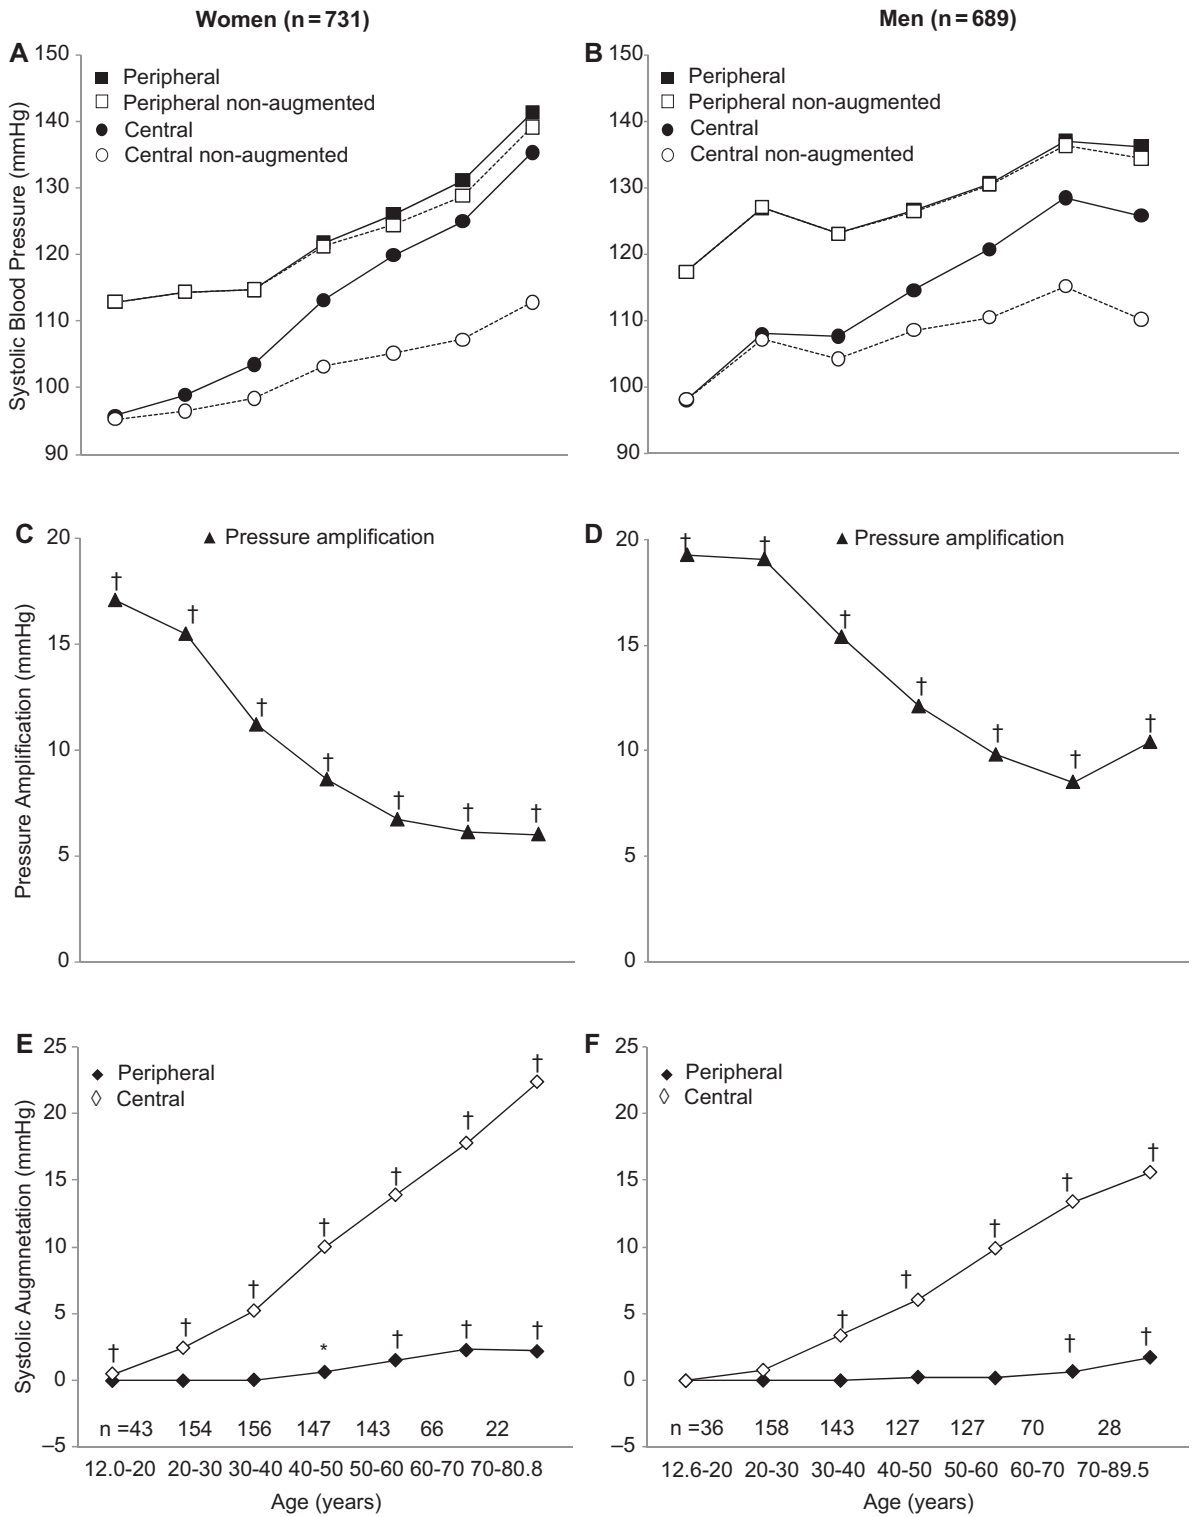 Women (n=731)
Men (n=689)
A
150
140
130
120
110
100
90
Systolic Blood Pressure (mmHg)
Peripheral
Peripheral non-augmented
Central
Central non-augmented
B
150
140
130
120
110
100
90
Peripheral
Peripheral non-augmented
Central
Central non-augmented
C
20
15
10
5
0
Pressure Amplification (mmHg)
Pressure amplification
† † † † † † †
D
20
15
10
5
0
Pressure amplification
† † † † † † †
E
25
20
15
10
5
0
–5
Systolic Augmnetation (mmHg)
Peripheral
Central
† † † † † † †
* † † †
n =43 154 156 147 143 66 22
12.0-20 20-30 30-40 40-50 50-60 60-70 70-80.8
Age (years)
F
25
20
15
10
5
0
–5
Peripheral
Central
† † † † †
† †
n =36 158 143 127 127 70 28
12.6-20 20-30 30-40 40-50 50-60 60-70 70-89.5
Age (years)